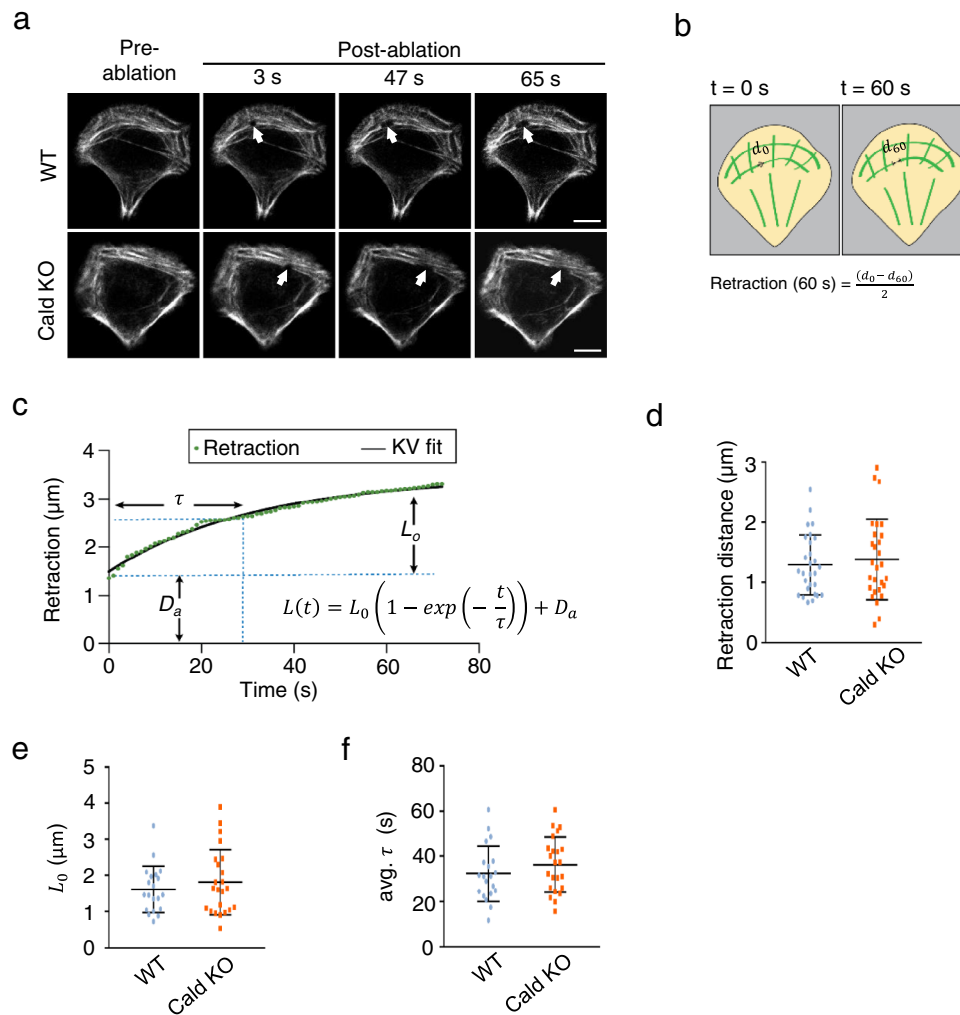 a
Pre-
ablation
Post-ablation
3 s 47 s 65 s
WT
Cald KO
b
t = 0 s t = 60 s
d₀ d₆₀
Retraction (60 s) = (d₀ − d₆₀)/2
c
Retraction KV fit
4
3
2
1
0
Retraction (μm)
τ
Lₒ
Dₐ
L(t) = L₀ (1 − exp (− t/τ)) + Dₐ
0 20 40 60 80
Time (s)
d
3
2
1
0
Retraction distance (μm)
WT Cald KO
e
5
4
3
2
1
0
L₀ (μm)
WT Cald KO
f
80
60
40
20
0
avg. τ (s)
WT Cald KO